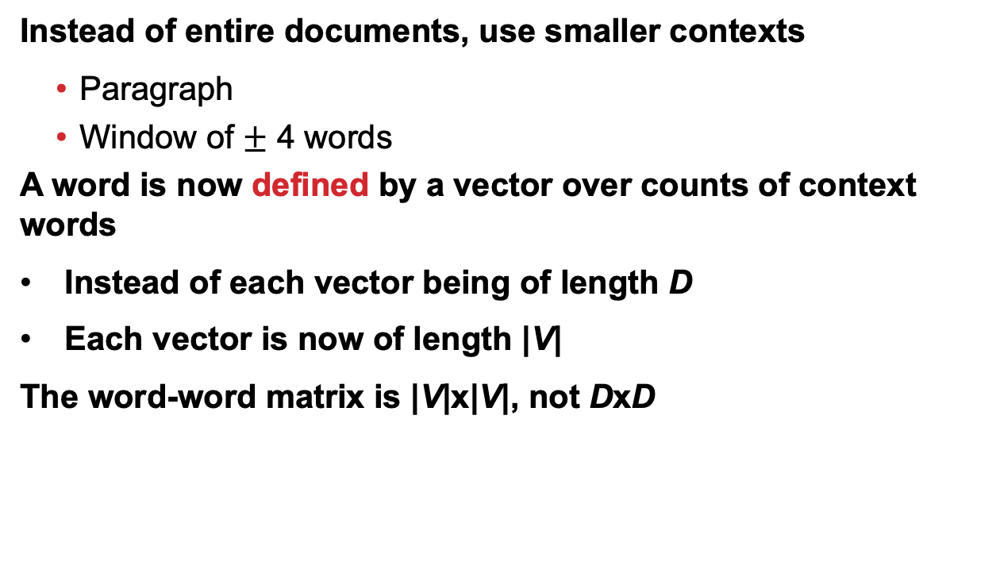 Instead of entire documents, use smaller contexts
• Paragraph
• Window of ± 4 words
A word is now defined by a vector over counts of context
words
• Instead of each vector being of length D
• Each vector is now of length |V|
The word-word matrix is |V|x|V|, not DxD